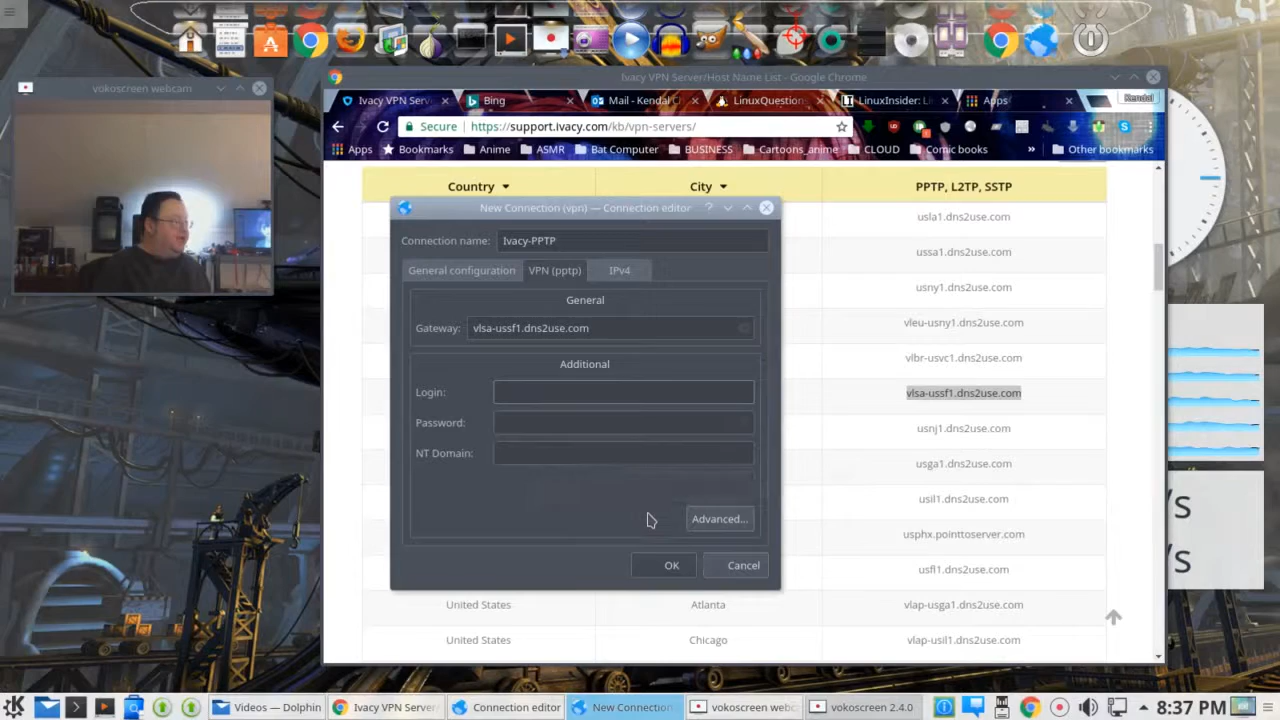 vokoscreen webcam
Ivacy VPN Server/Host Name List - Google Chrome
Ivacy VPN Serv
Bing
Mail - Kendal C
LinuxQuestion
LinuxInsider: Li
Apps
Kendal
Secure
https://support.ivacy.com/kb/vpn-servers/
Apps
Bookmarks
Anime
ASMR
Bat Computer
BUSINESS
Cartoons_anime
CLOUD
Comic books
»
Other bookmarks
Country
City
PPTP, L2TP, SSTP
usla1.dns2use.com
ussa1.dns2use.com
usny1.dns2use.com
vleu-usny1.dns2use.com
vlbr-usvc1.dns2use.com
vlsa-ussf1.dns2use.com
usnj1.dns2use.com
usga1.dns2use.com
usil1.dns2use.com
usphx.pointtoserver.com
usfl1.dns2use.com
United States Atlanta vlap-usga1.dns2use.com
United States Chicago vlap-usil1.dns2use.com
New Connection (vpn) — Connection editor
Connection name: Ivacy-PPTP
General configuration
VPN (pptp)
IPv4
General
Gateway: vlsa-ussf1.dns2use.com
Additional
Login:
Password:
NT Domain:
Advanced...
OK
Cancel
/s
/s
Videos — Dolphin
Ivacy VPN Serve
Connection editor
New Connection
vokoscreen webc
vokoscreen 2.4.0
8:37 PM